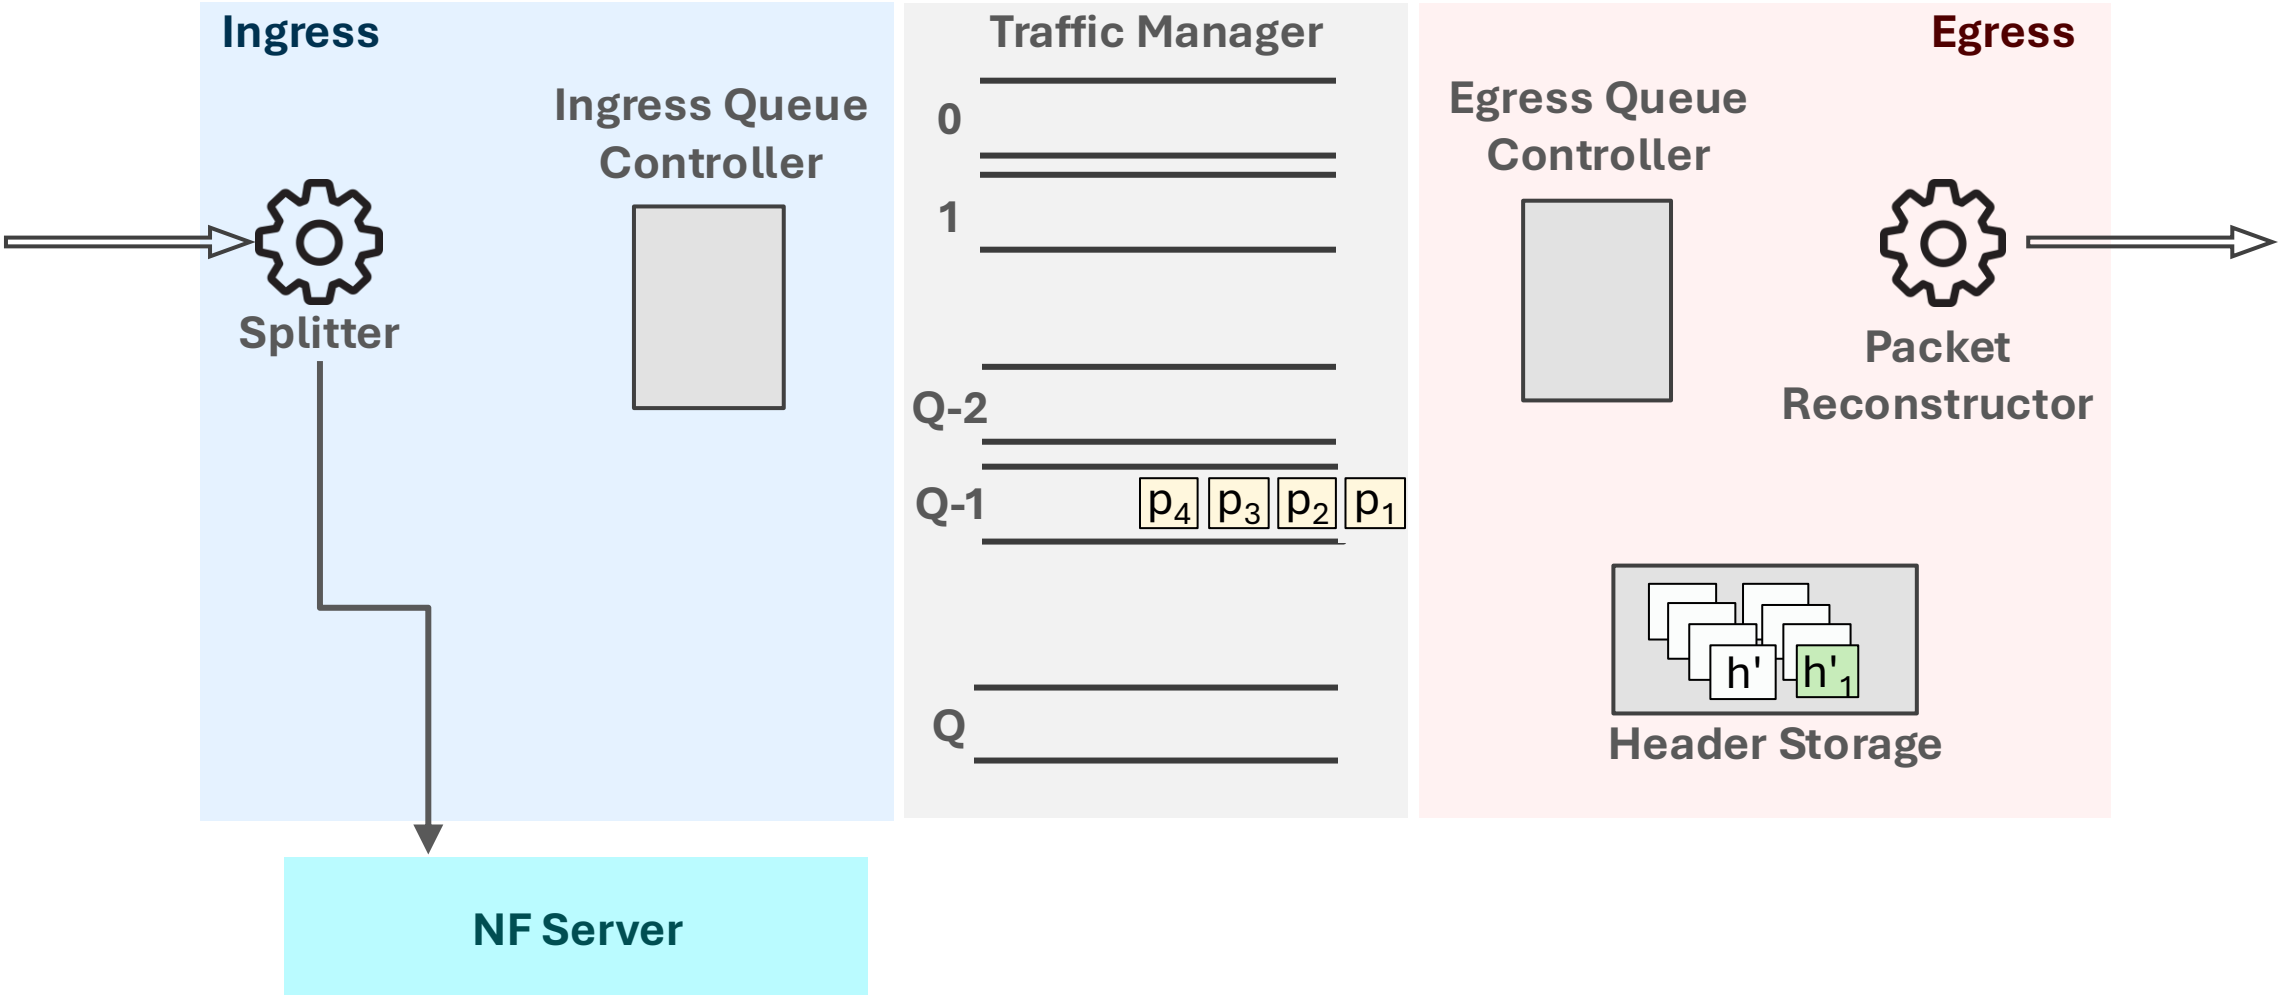 Ingress
Traffic Manager
Egress
Ingress Queue
Controller
Egress Queue
Controller
0
1
Splitter
Packet
Reconstructor
Q-2
Q-1
p4 p3 p2 p1
h' h'1
Q
Header Storage
NF Server